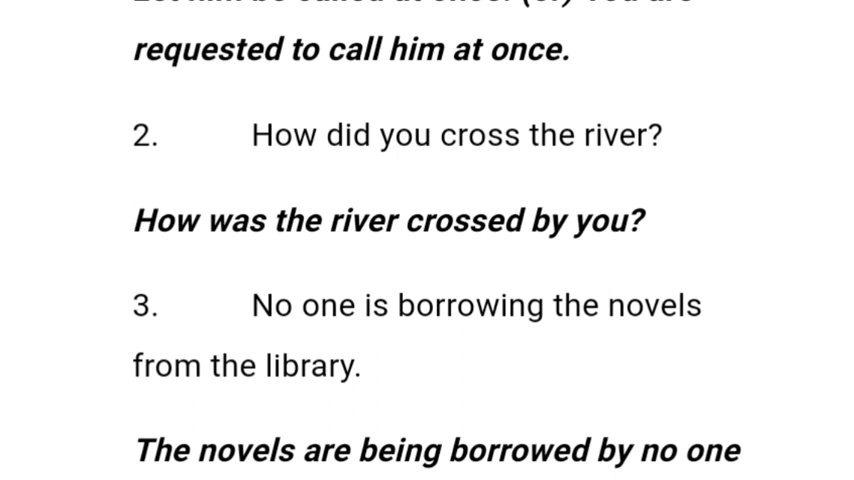 requested to call him at once.
2. How did you cross the river?
How was the river crossed by you?
3. No one is borrowing the novels
from the library.
The novels are being borrowed by no one